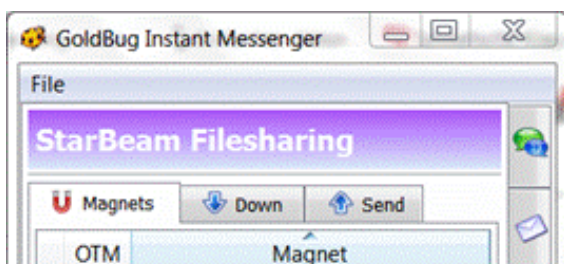 GoldBug Instant Messenger
File
StarBeam Filesharing
Magnets Down Send
OTM Magnet